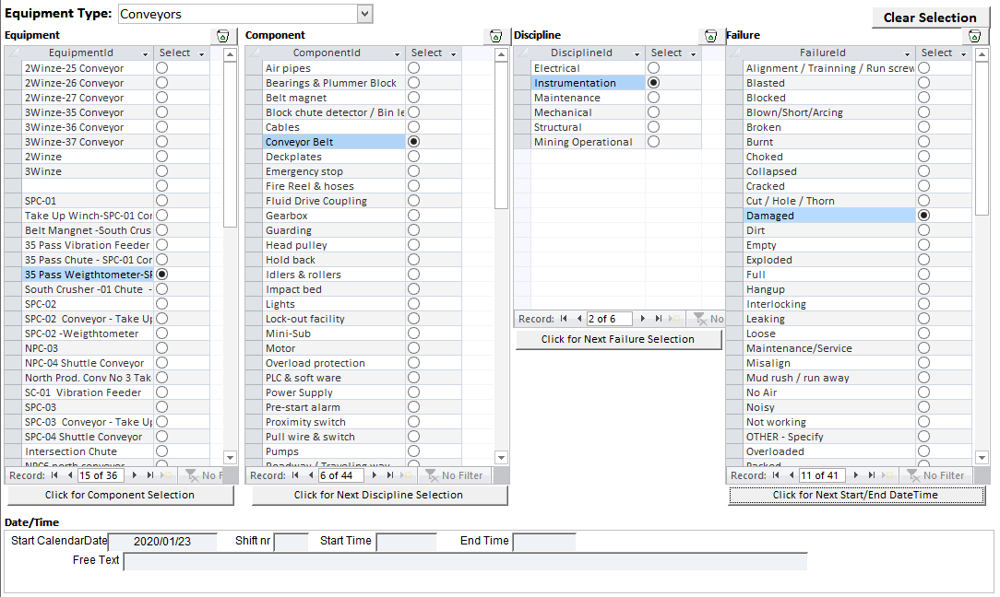 Equipment Type: Conveyors
Clear Selection
Equipment
EquipmentId Select
2Winze-25 Conveyor
2Winze-26 Conveyor
2Winze-27 Conveyor
3Winze-35 Conveyor
3Winze-36 Conveyor
3Winze-37 Conveyor
2Winze
3Winze
SPC-01
Take Up Winch-SPC-01 Cor
Belt Mangnet -South Crus
35 Pass Vibration Feeder
35 Pass Chute - SPC-01 Cor
35 Pass Weigthtometer-SF
South Crusher -01 Chute -
SPC-02
SPC-02 Conveyor - Take Up
SPC-02 -Weigthtometer
NPC-03
NPC-04 Shuttle Conveyor
North Prod. Conv No 3 Tak
SC-01 Vibration Feeder
SPC-03
SPC-03 Conveyor - Take Up
SPC-04 Shuttle Conveyor
Intersection Chute
NPC6 north conveyor
Record: 15 of 36 No F
Click for Component Selection
Component
ComponentId Select
Air pipes
Bearings & Plummer Block
Belt magnet
Block chute detector / Bin le
Cables
Conveyor Belt
Deckplates
Emergency stop
Fire Reel & hoses
Fluid Drive Coupling
Gearbox
Guarding
Head pulley
Hold back
Idlers & rollers
Impact bed
Lights
Lock-out facility
Mini-Sub
Motor
Overload protection
PLC & soft ware
Power Supply
Pre-start alarm
Proximity switch
Pull wire & switch
Pumps
Roadway / Traveling way
Record: 6 of 44 No Filter
Click for Next Discipline Selection
Discipline
DisciplineId Select
Electrical
Instrumentation
Maintenance
Mechanical
Structural
Mining Operational
Record: 2 of 6 No
Click for Next Failure Selection
Failure
FailureId Select
Alignment / Trainning / Run screw
Blasted
Blocked
Blown/Short/Arcing
Broken
Burnt
Choked
Collapsed
Cracked
Cut / Hole / Thorn
Damaged
Dirt
Empty
Exploded
Full
Hangup
Interlocking
Leaking
Loose
Maintenance/Service
Misalign
Mud rush / run away
No Air
Noisy
Not working
OTHER - Specify
Overloaded
Packed
Record: 11 of 41 No Filter
Click for Next Start/End DateTime
Date/Time
Start CalendarDate 2020/01/23 Shift nr Start Time End Time
Free Text